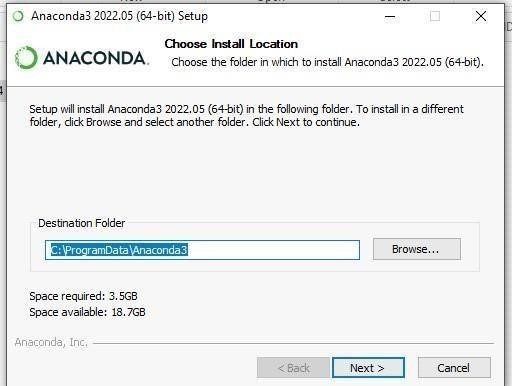 Anaconda3 2022.05 (64-bit) Setup
ANACONDA.
Choose Install Location
Choose the folder in which to install Anaconda3 2022.05 (64-bit).
Setup will install Anaconda3 2022.05 (64-bit) in the following folder. To install in a different
folder, click Browse and select another folder. Click Next to continue.
Destination Folder
C:\ProgramData\Anaconda3
Browse...
Space required: 3.5GB
Space available: 18.7GB
Anaconda, Inc.
< Back
Next >
Cancel